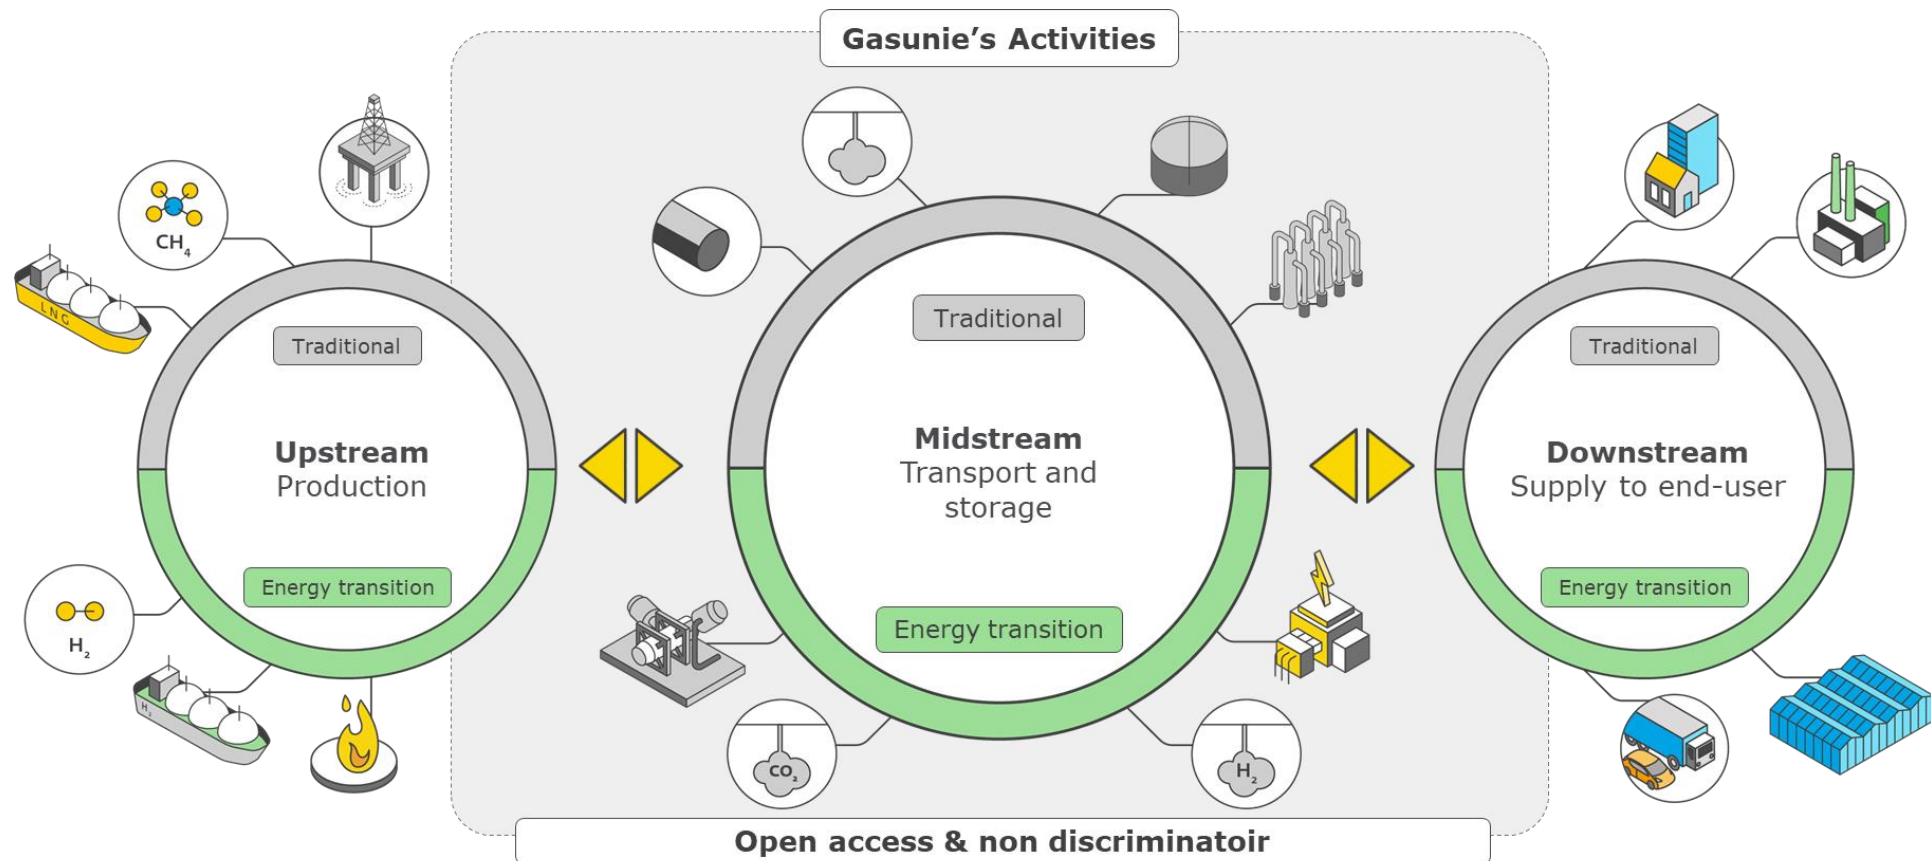 Gasunie’s Activities
CH₄
LNG
Traditional
Upstream
Production
Energy transition
H₂
H₂
Traditional
Midstream
Transport and
storage
Energy transition
CO₂
H₂
Traditional
Downstream
Supply to end-user
Energy transition
Open access & non discriminatoir